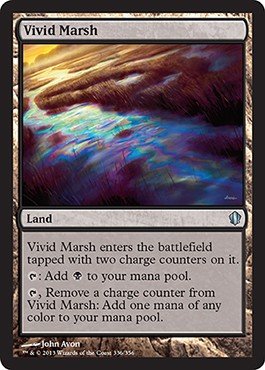 Vivid Marsh
Land
Vivid Marsh enters the battlefield
tapped with two charge counters on it.
: Add to your mana pool.
, Remove a charge counter from
Vivid Marsh: Add one mana of any
color to your mana pool.
John Avon
™ & © 2013 Wizards of the Coast 336/356